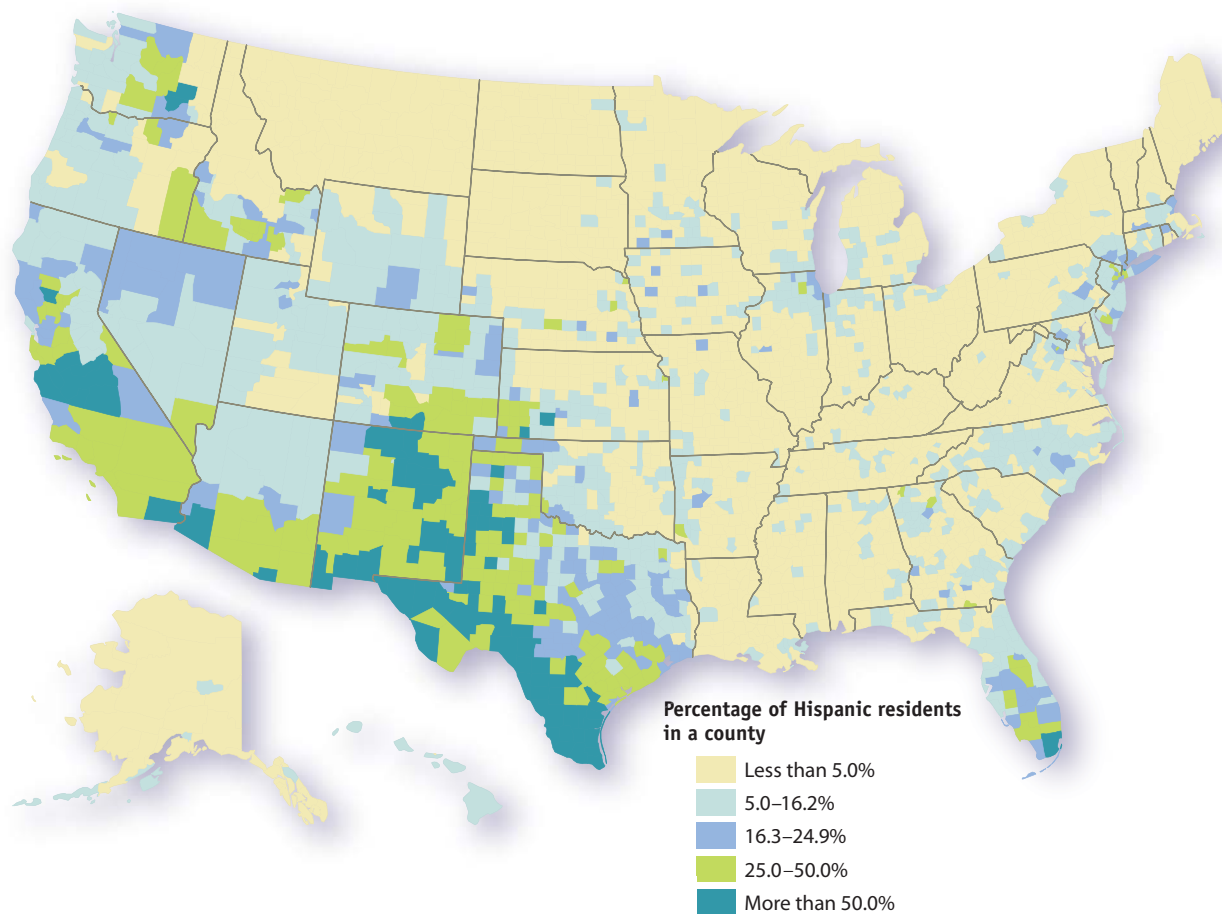 Percentage of Hispanic residents
in a county
Less than 5.0%
5.0–16.2%
16.3–24.9%
25.0–50.0%
More than 50.0%